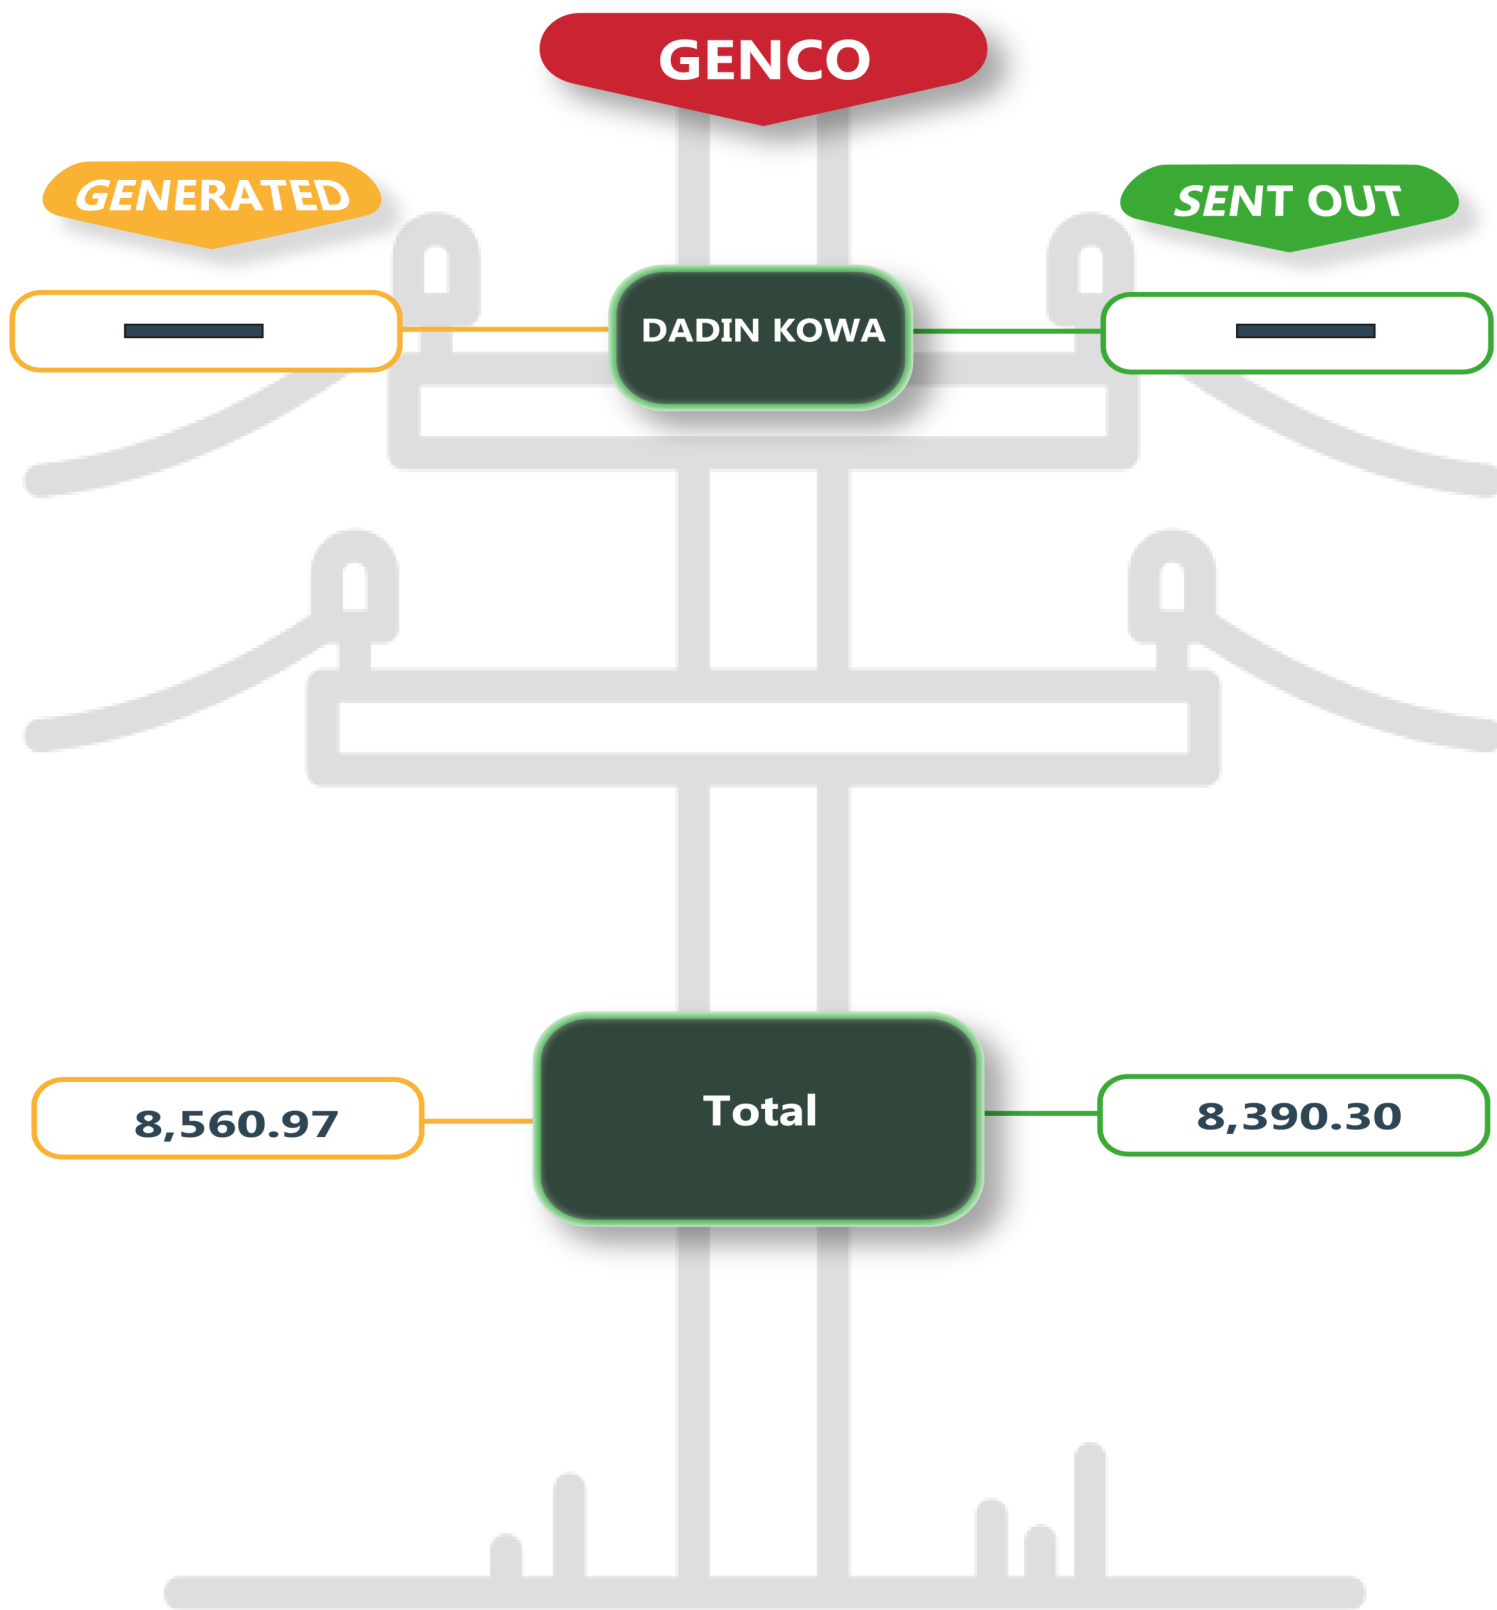 GENCO
GENERATED
SENT OUT
DADIN KOWA
8,560.97
Total
8,390.30